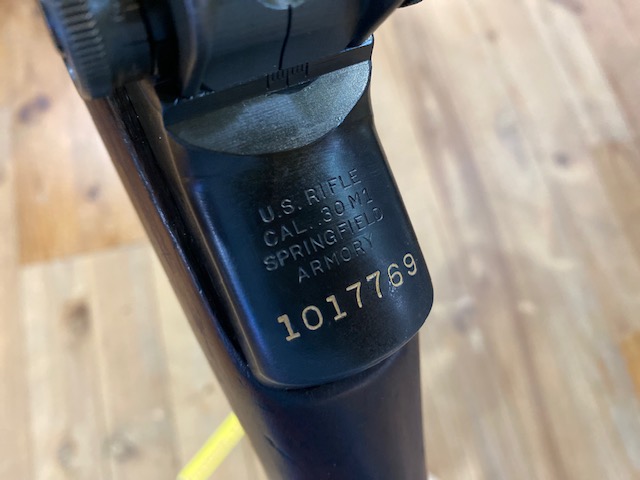 U.S. RIFLE
CAL. .30 M1
SPRINGFIELD
ARMORY
1017769